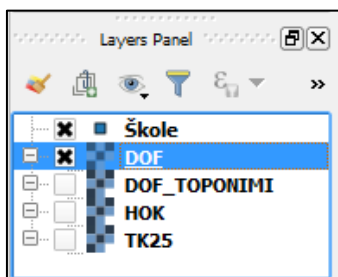 Layers Panel
Škole
DOF
DOF_TOPONIMI
HOK
TK25